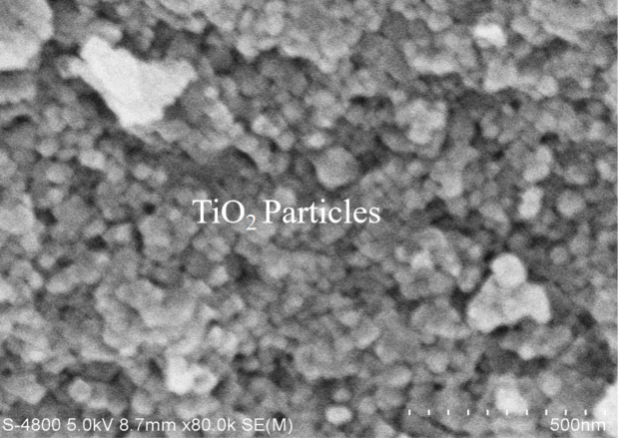 TiO₂ Particles
S-4800 5.0kV 8.7mm x80.0k SE(M)
500nm